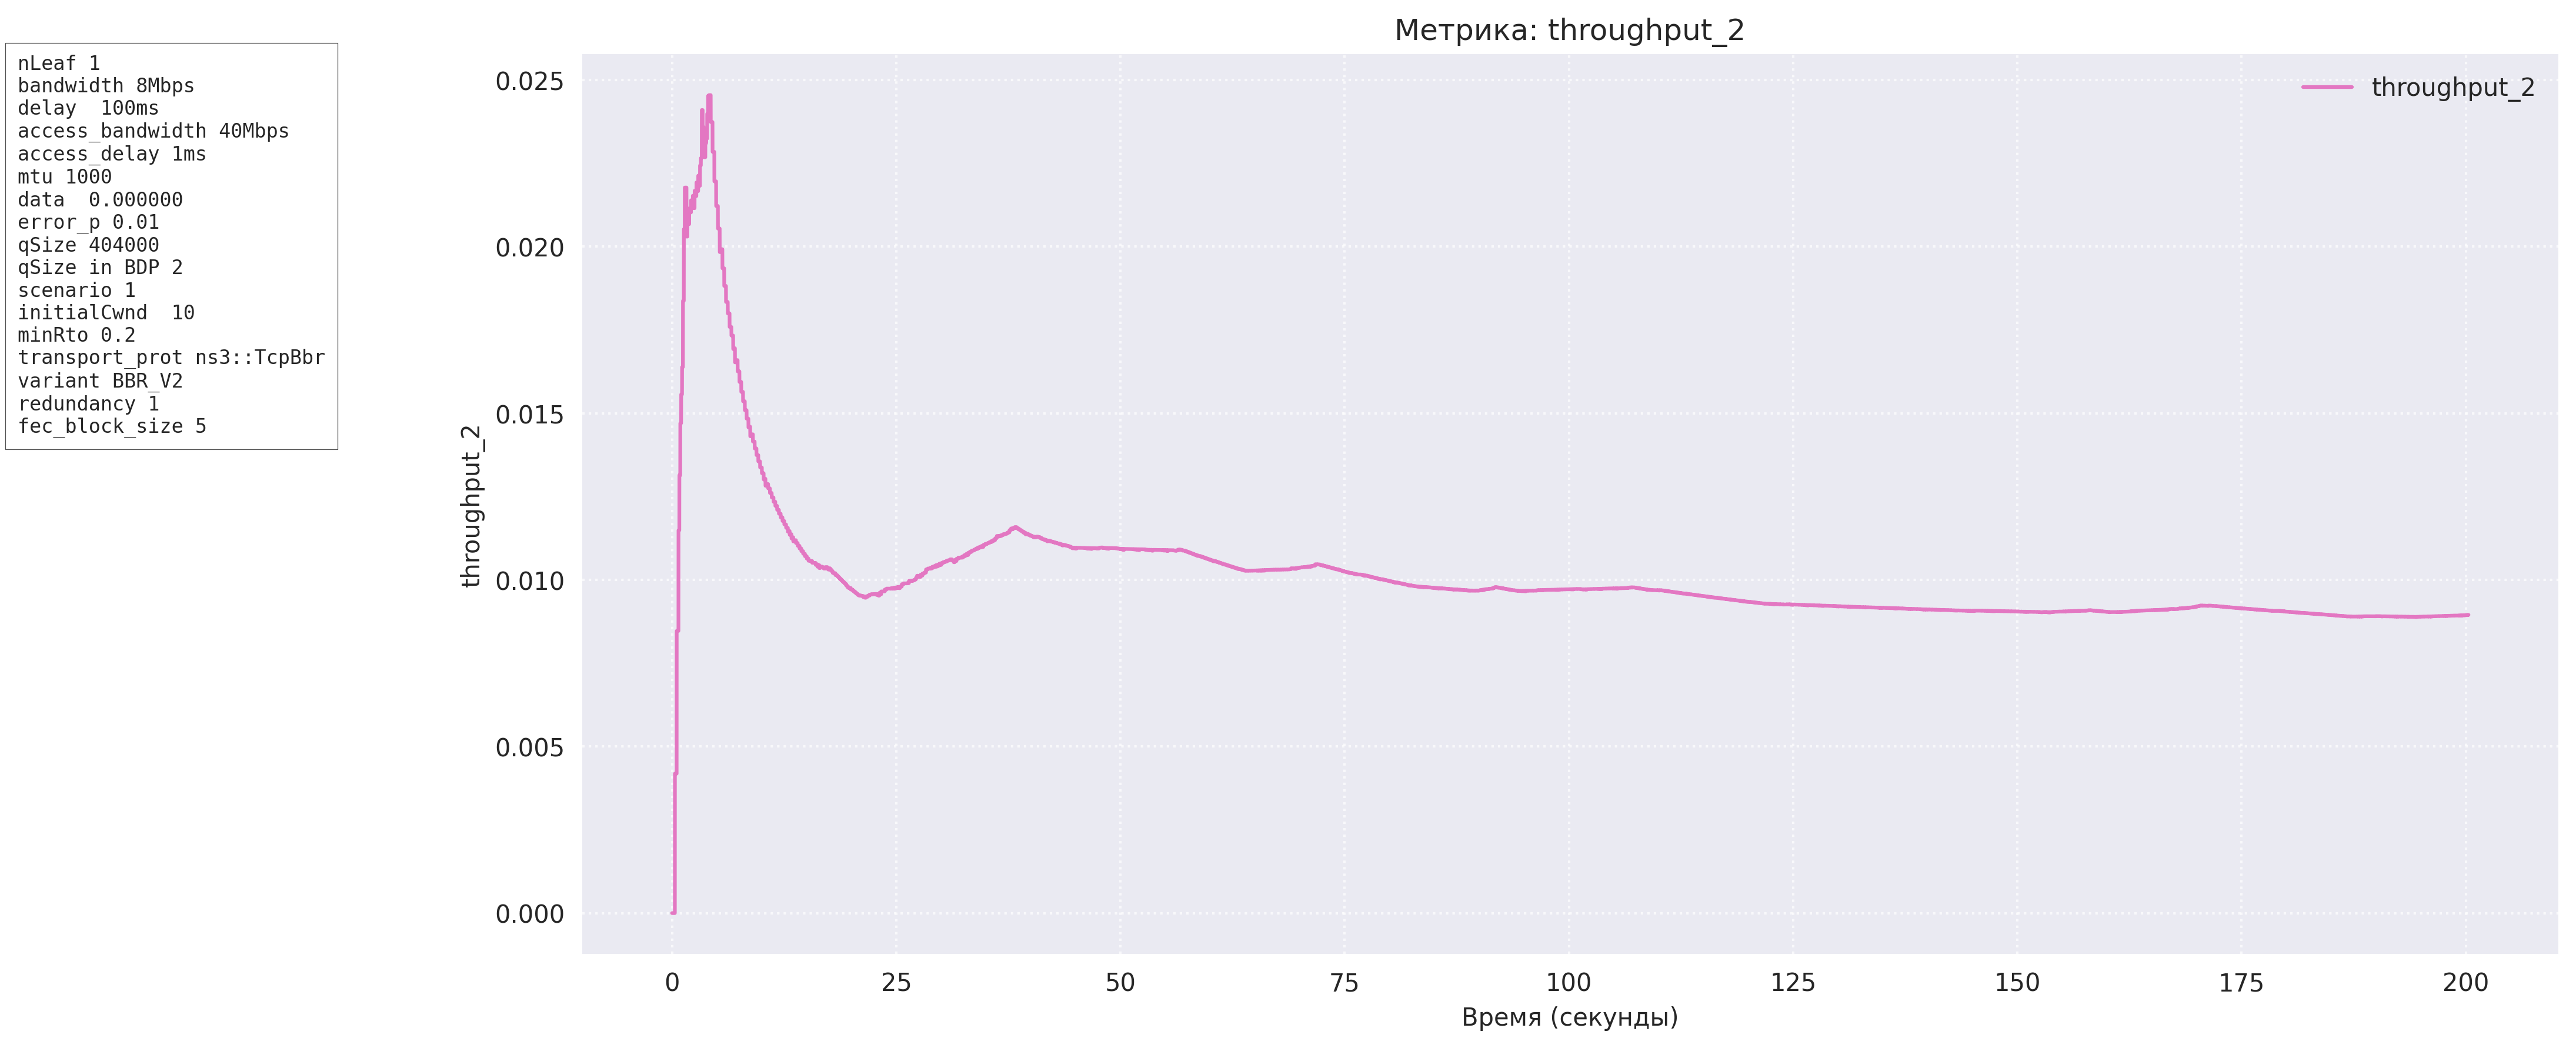 Метрика: throughput_2
nLeaf 1
bandwidth 8Mbps
delay  100ms
access_bandwidth 40Mbps
access_delay 1ms
mtu 1000
data  0.000000
error_p 0.01
qSize 404000
qSize in BDP 2
scenario 1
initialCwnd  10
minRto 0.2
transport_prot ns3::TcpBbr
variant BBR_V2
redundancy 1
fec_block_size 5
throughput_2
throughput_2
0.025
0.020
0.015
0.010
0.005
0.000
0 25 50 75 100 125 150 175 200
Время (секунды)